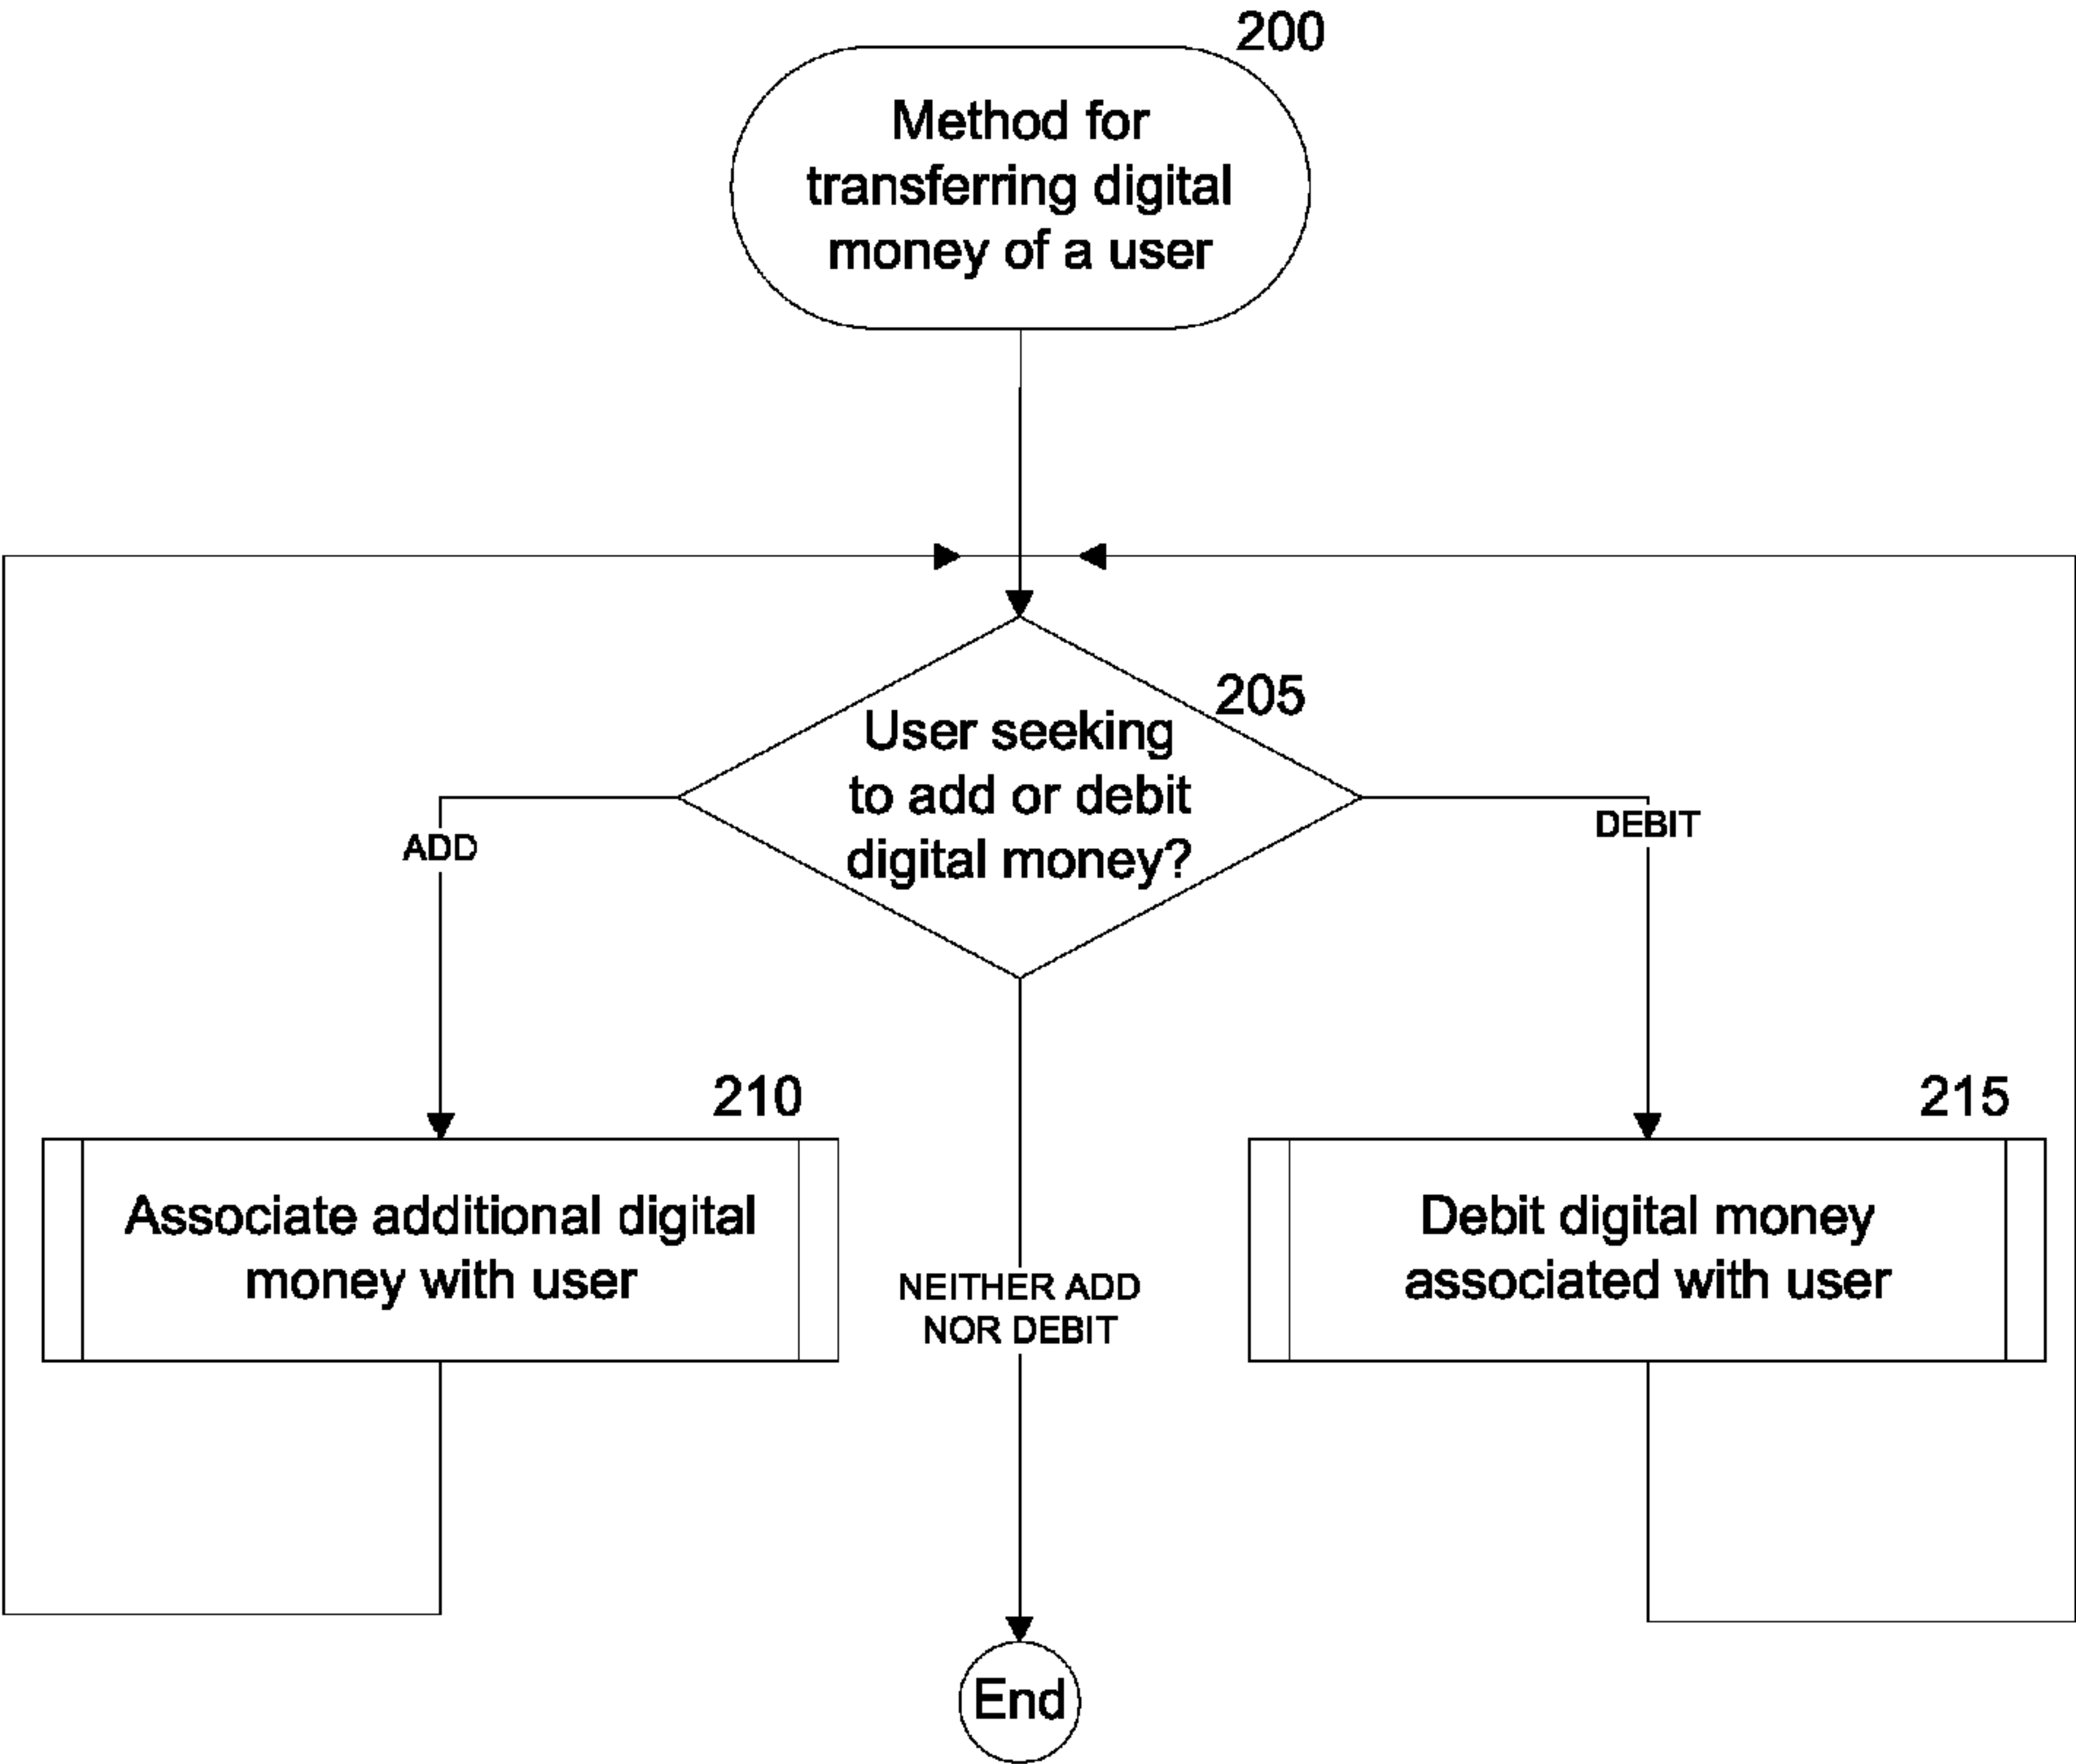 200
Method for
transferring digital
money of a user
205
User seeking
to add or debit
digital money?
ADD
DEBIT
210
Associate additional digital
money with user
215
Debit digital money
associated with user
NEITHER ADD
NOR DEBIT
End